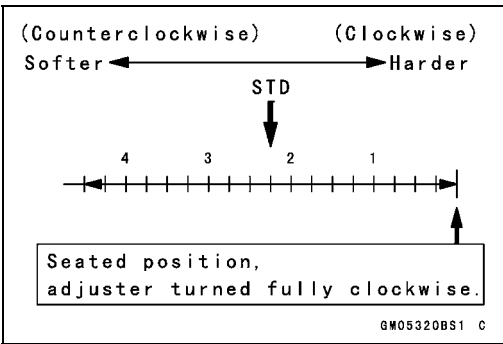 (Counterclockwise) (Clockwise)
Softer Harder
STD
4 3 2 1
Seated position,
adjuster turned fully clockwise.
GM05320BS1 C